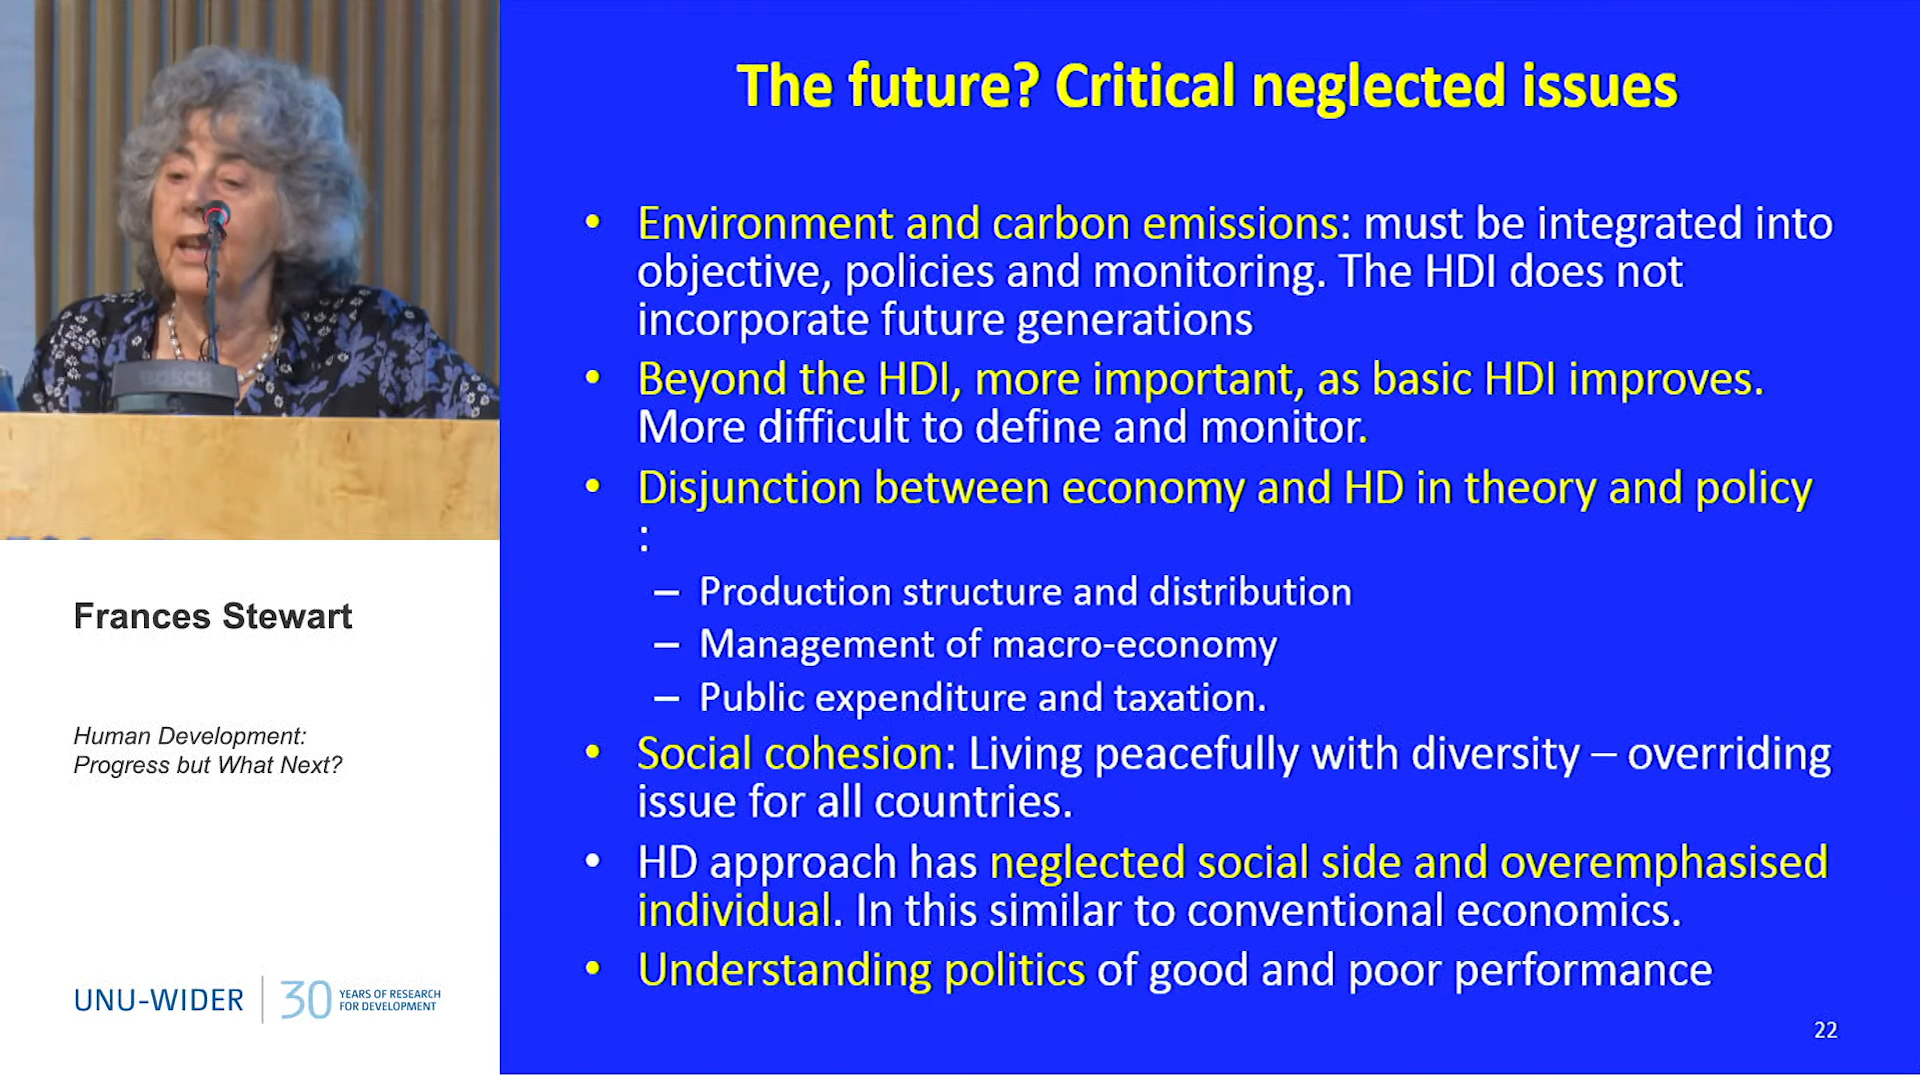 The future? Critical neglected issues
• Environment and carbon emissions: must be integrated into
objective, policies and monitoring. The HDI does not
incorporate future generations
• Beyond the HDI, more important, as basic HDI improves.
More difficult to define and monitor.
• Disjunction between economy and HD in theory and policy
:
– Production structure and distribution
– Management of macro-economy
– Public expenditure and taxation.
• Social cohesion: Living peacefully with diversity – overriding
issue for all countries.
• HD approach has neglected social side and overemphasised
individual. In this similar to conventional economics.
• Understanding politics of good and poor performance
22
BOSCH
Frances Stewart
Human Development:
Progress but What Next?
UNU-WIDER
30
YEARS OF RESEARCH
FOR DEVELOPMENT